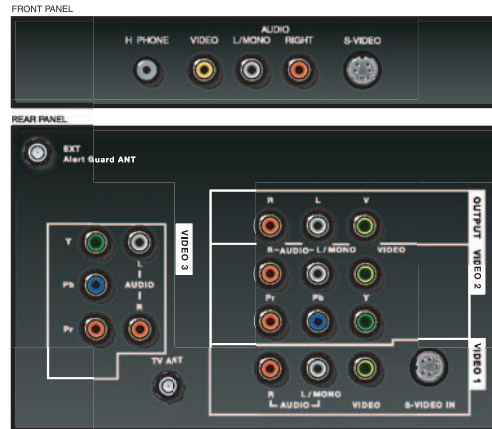 FRONT PANEL
AUDIO
H PHONE VIDEO L/MONO RIGHT S-VIDEO
REAR PANEL
EXT
Alert Guard ANT
R L V
OUTPUT
Y
L
VIDEO 3
R-AUDIO-L/MONO VIDEO
VIDEO 2
Pb AUDIO
Pr Pb Y
Pr R
TV ANT
VIDEO 1
R L/MONO
AUDIO VIDEO S-VIDEO IN